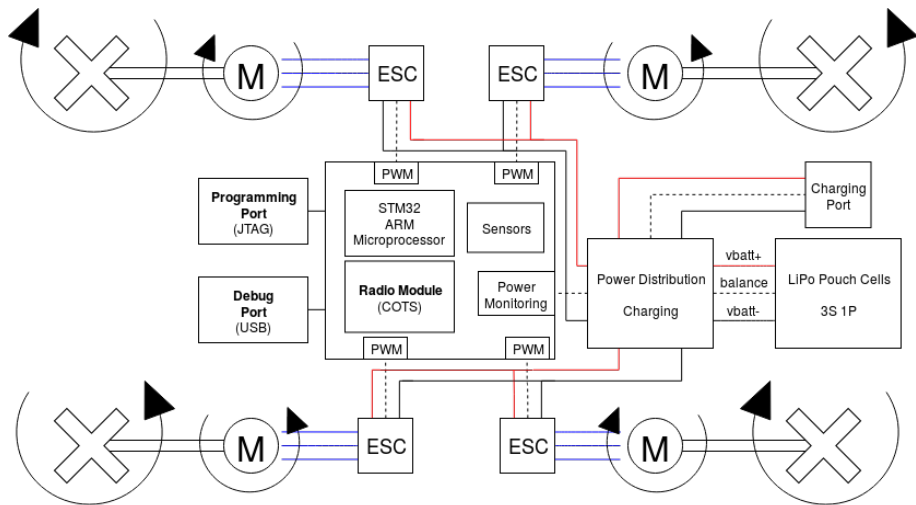 M
ESC
ESC
M
PWM
PWM
Programming
Port
(JTAG)
STM32
ARM
Microprocessor
Sensors
Charging
Port
Debug
Port
(USB)
Radio Module
(COTS)
Power
Monitoring
Power Distribution
Charging
vbatt+
balance
vbatt-
LiPo Pouch Cells
3S 1P
PWM
PWM
M
ESC
ESC
M